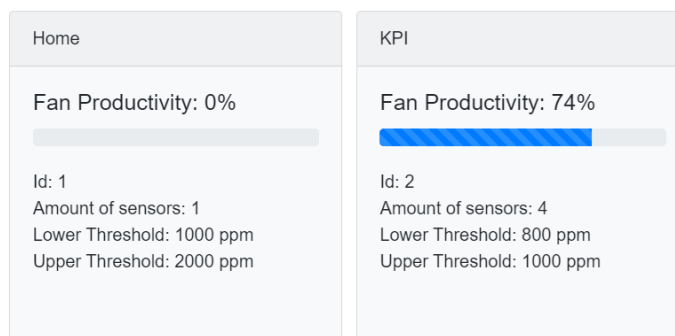 Home
Fan Productivity: 0%
Id: 1
Amount of sensors: 1
Lower Threshold: 1000 ppm
Upper Threshold: 2000 ppm
KPI
Fan Productivity: 74%
Id: 2
Amount of sensors: 4
Lower Threshold: 800 ppm
Upper Threshold: 1000 ppm